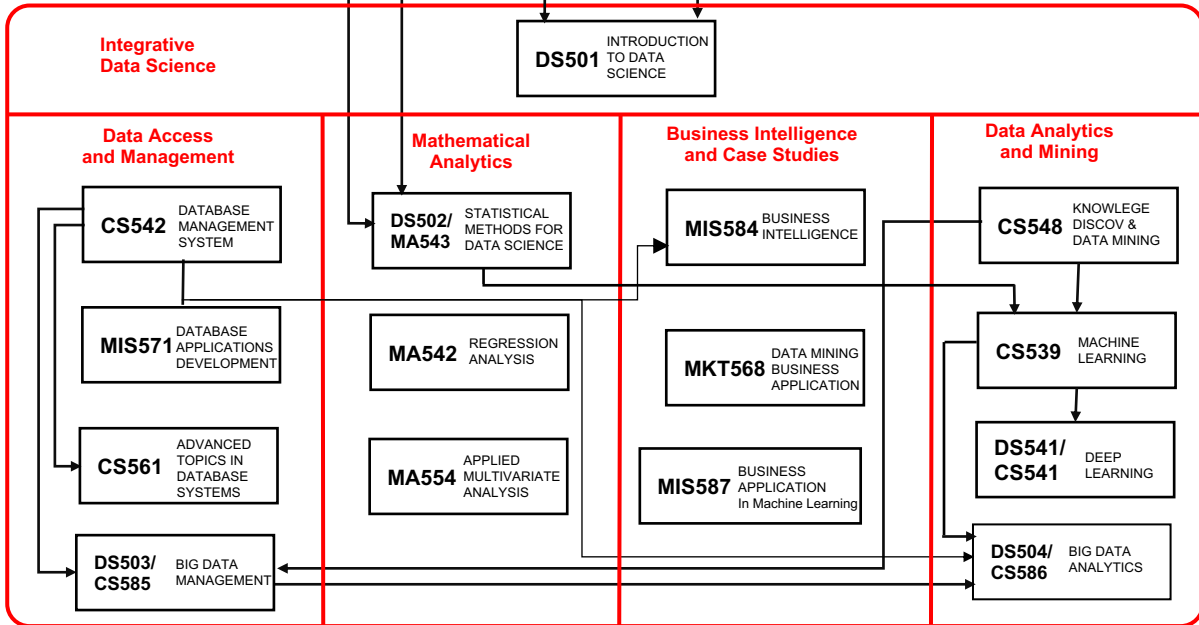 Integrative
Data Science
DS501
INTRODUCTION
TO DATA
SCIENCE
Data Access
and Management
CS542
DATABASE
MANAGEMENT
SYSTEM
MIS571
DATABASE
APPLICATIONS
DEVELOPMENT
CS561
ADVANCED
TOPICS IN
DATABASE
SYSTEMS
DS503/
CS585
BIG DATA
MANAGEMENT
Mathematical
Analytics
DS502/
MA543
STATISTICAL
METHODS FOR
DATA SCIENCE
MA542
REGRESSION
ANALYSIS
MA554
APPLIED
MULTIVARIATE
ANALYSIS
Business Intelligence
and Case Studies
MIS584
BUSINESS
INTELLIGENCE
MKT568
DATA MINING
BUSINESS
APPLICATION
MIS587
BUSINESS
APPLICATION
In Machine Learning
Data Analytics
and Mining
CS548
KNOWLEGE
DISCOV &
DATA MINING
CS539
MACHINE
LEARNING
DS541/
CS541
DEEP
LEARNING
DS504/
CS586
BIG DATA
ANALYTICS